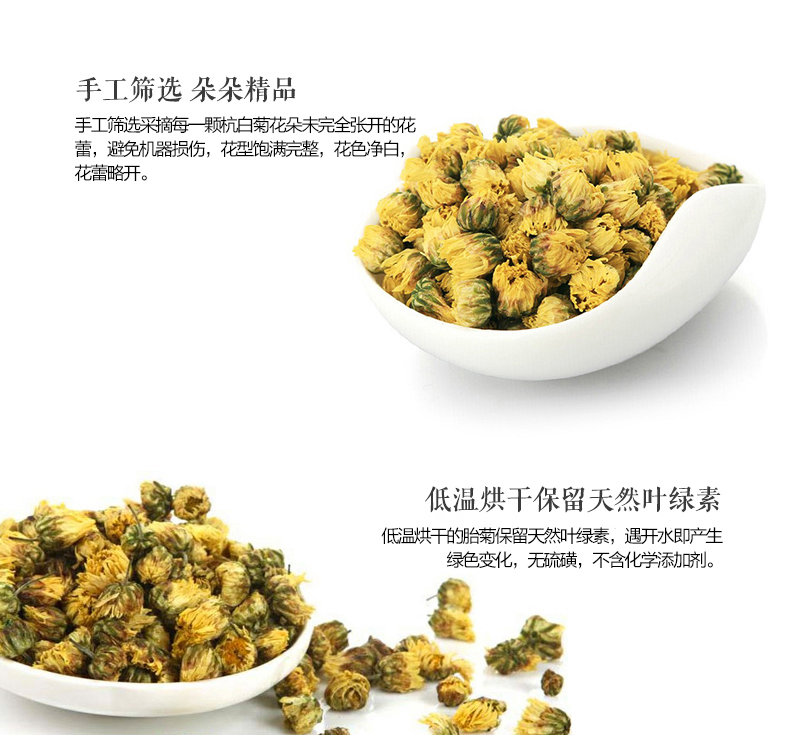 手工筛选 朵朵精品
手工筛选采摘每一颗杭白菊花朵未完全张开的花
蕾，避免机器损伤，花型饱满完整，花色净白，
花蕾略开。
低温烘干保留天然叶绿素
低温烘干的胎菊保留天然叶绿素，遇开水即产生
绿色变化，无硫磺，不含化学添加剂。